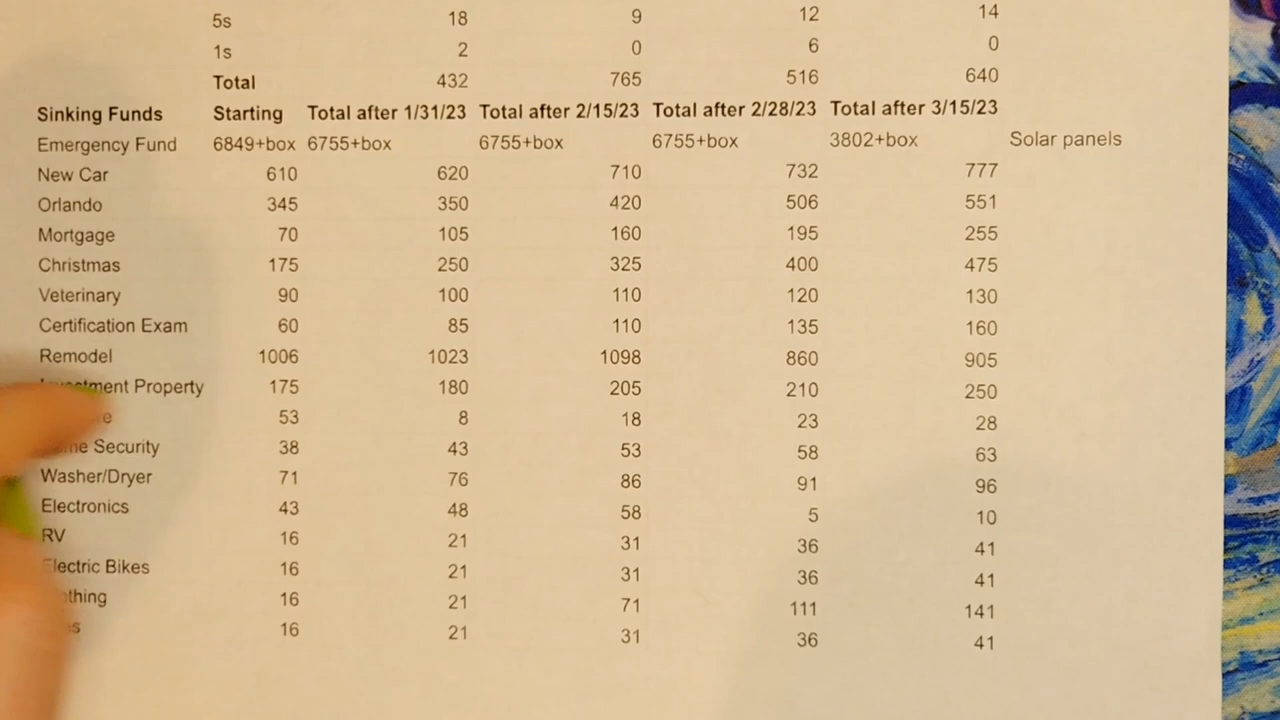 5s 18 9 12 14
1s 2 0 6 0
Total 432 765 516 640
Sinking Funds Starting Total after 1/31/23 Total after 2/15/23 Total after 2/28/23 Total after 3/15/23
Emergency Fund 6849+box 6755+box 6755+box 6755+box 3802+box Solar panels
New Car 610 620 710 732 777
Orlando 345 350 420 506 551
Mortgage 70 105 160 195 255
Christmas 175 250 325 400 475
Veterinary 90 100 110 120 130
Certification Exam 60 85 110 135 160
Remodel 1006 1023 1098 860 905
Property 175 180 205 210 250
53 8 18 23 28
Security 38 43 53 58 63
Washer/Dryer 71 76 86 91 96
Electronics 43 48 58 5 10
RV 16 21 31 36 41
Electric Bikes 16 21 31 36 41
16 21 71 111 141
16 21 31 36 41